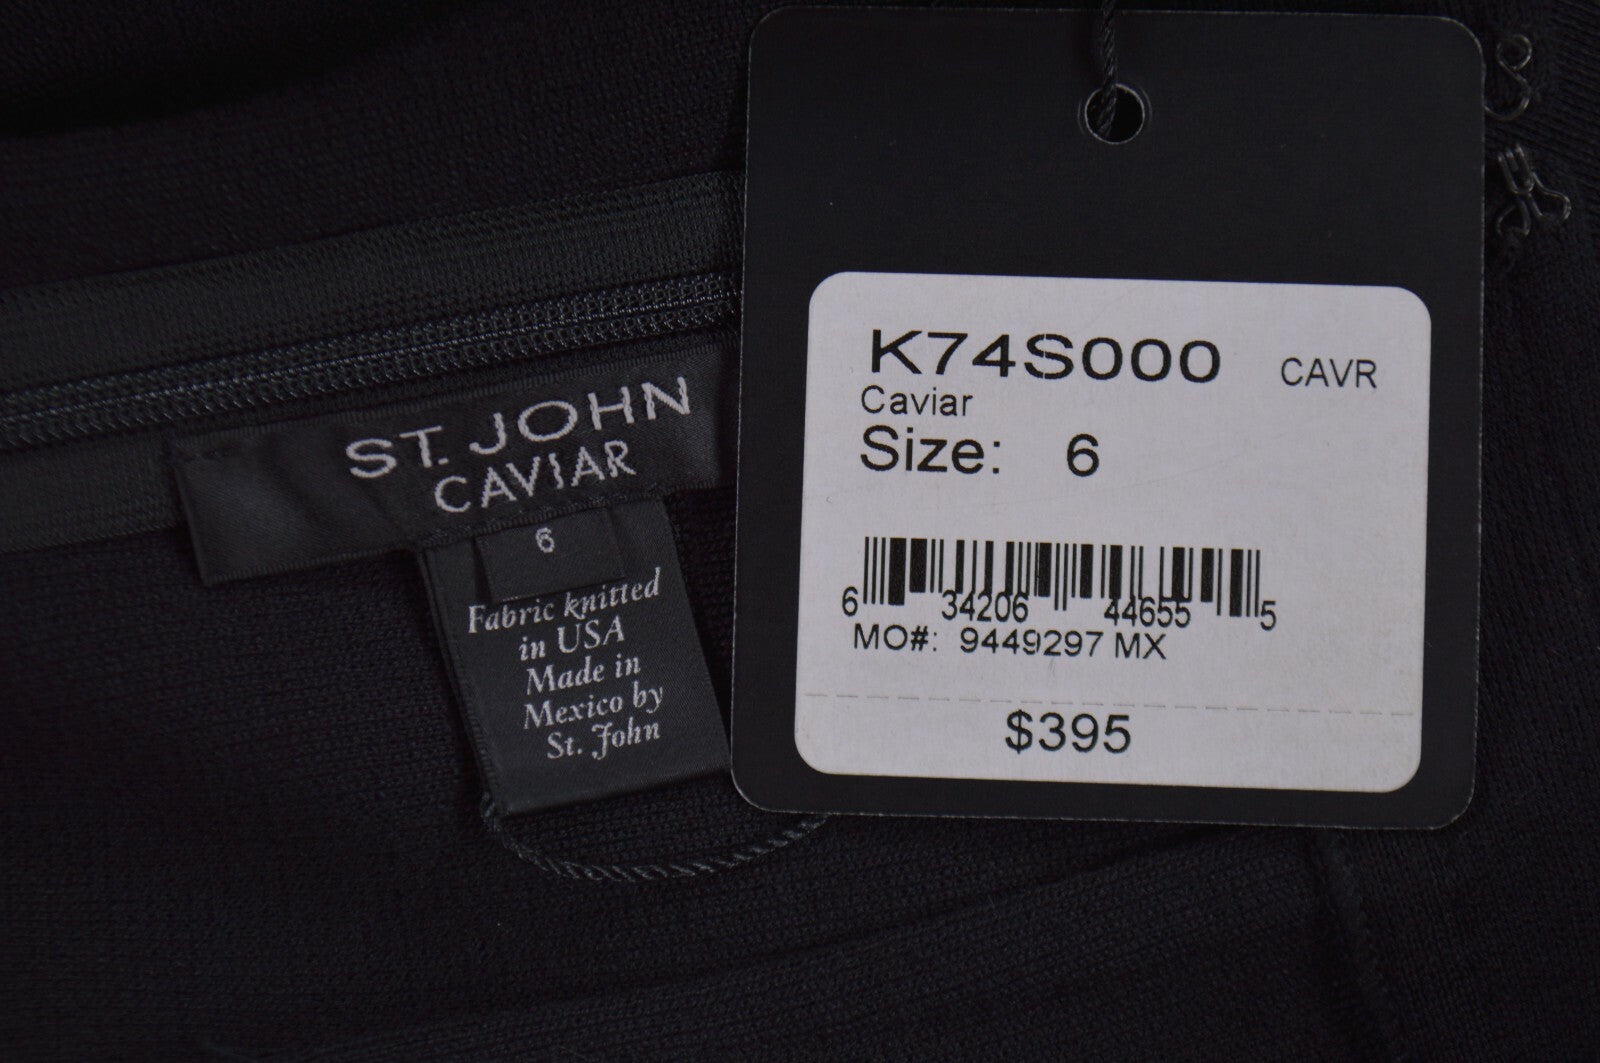 ST. JOHN
CAVIAR
6
Fabric knitted
in USA
Made in
Mexico by
St. John
K74S000 CAVR
Caviar
Size: 6
6 34206 44655 5
MO#: 9449297 MX
$395